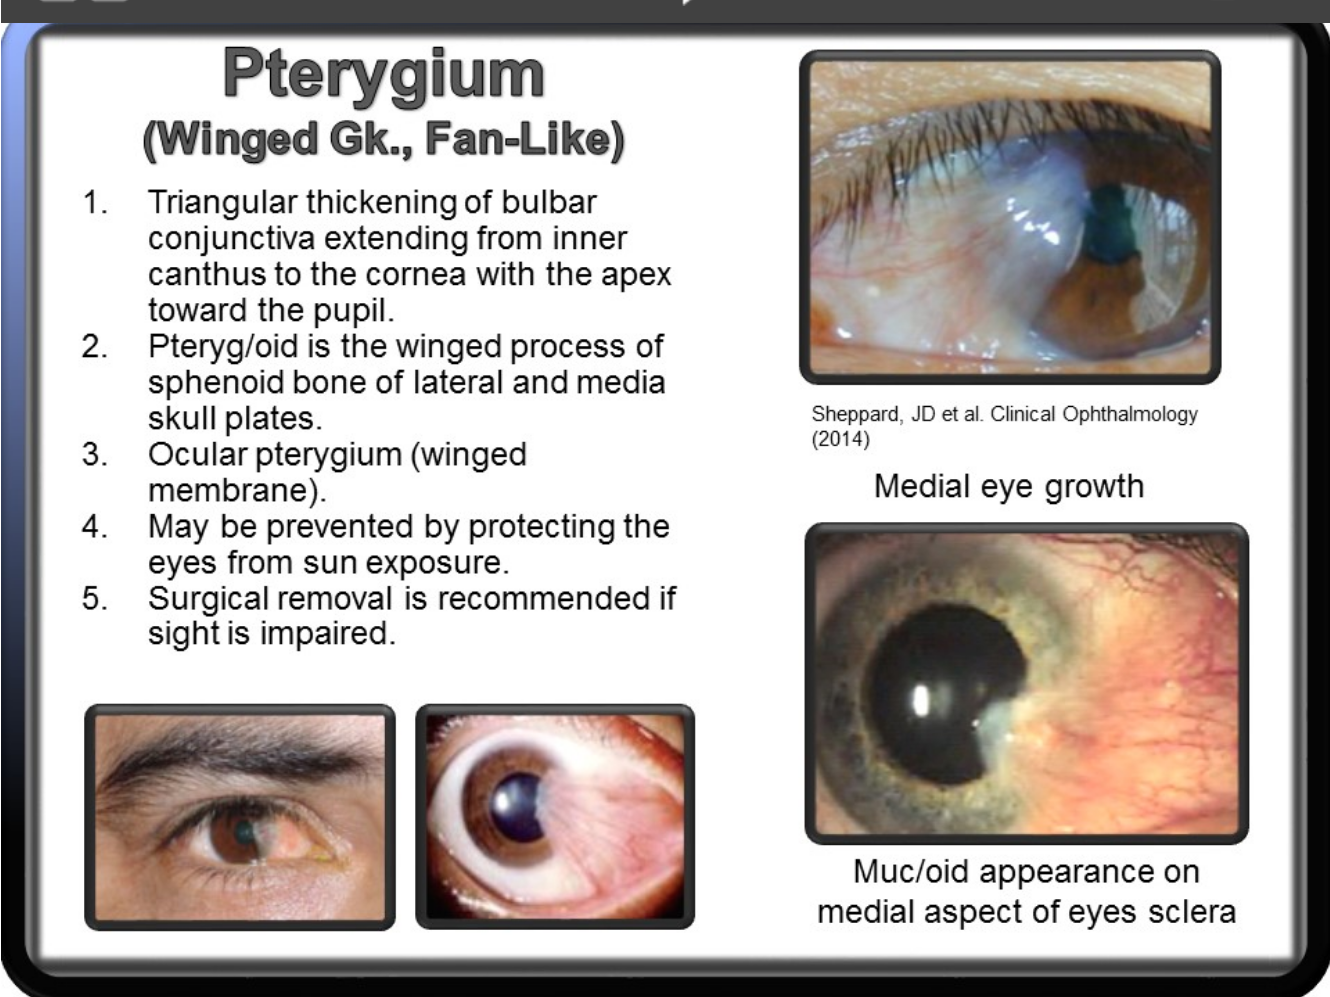 Pterygium
(Winged Gk., Fan-Like)
1. Triangular thickening of bulbar
conjunctiva extending from inner
canthus to the cornea with the apex
toward the pupil.
2. Pteryg/oid is the winged process of
sphenoid bone of lateral and media
skull plates.
3. Ocular pterygium (winged
membrane).
4. May be prevented by protecting the
eyes from sun exposure.
5. Surgical removal is recommended if
sight is impaired.
Sheppard, JD et al. Clinical Ophthalmology
(2014)
Medial eye growth
Muc/oid appearance on
medial aspect of eyes sclera